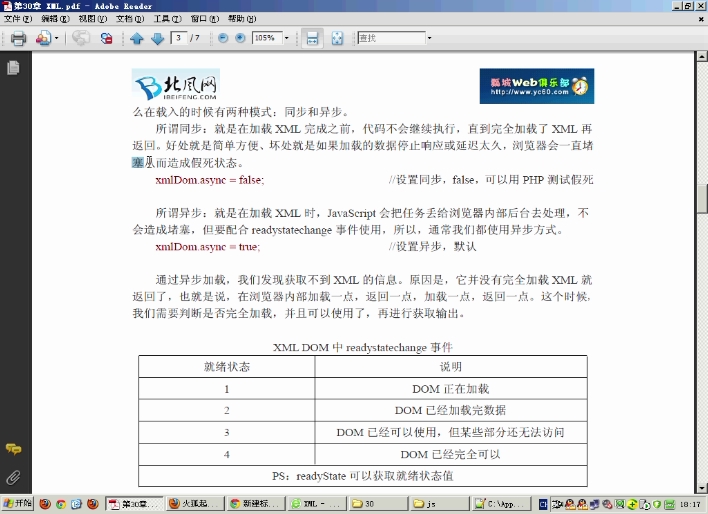 第30章 XML.pdf - Adobe Reader
文件(F) 编辑(E) 视图(V) 文档(D) 工具(T) 窗口(W) 帮助(H)
3 / 7 105% 查找
北风网
IBEIFENG.COM
瓢城Web俱乐部
http://www.yc60.com
么在载入的时候有两种模式：同步和异步。
所谓同步：就是在加载 XML 完成之前，代码不会继续执行，直到完全加载了 XML 再
返回。好处就是简单方便、坏处就是如果加载的数据停止响应或延迟太久，浏览器会一直堵
塞从而造成假死状态。
xmlDom.async = false; //设置同步，false，可以用 PHP 测试假死
所谓异步：就是在加载 XML 时，JavaScript 会把任务丢给浏览器内部后台去处理，不
会造成堵塞，但要配合 readystatechange 事件使用，所以，通常我们都使用异步方式。
xmlDom.async = true; //设置异步，默认
通过异步加载，我们发现获取不到 XML 的信息。原因是，它并没有完全加载 XML 就
返回了，也就是说，在浏览器内部加载一点，返回一点，加载一点，返回一点。这个时候，
我们需要判断是否完全加载，并且可以使用了，再进行获取输出。
XML DOM 中 readystatechange 事件
就绪状态 说明
1 DOM 正在加载
2 DOM 已经加载完数据
3 DOM 已经可以使用，但某些部分还无法访问
4 DOM 已经完全可以
PS：readyState 可以获取就绪状态值
开始 第30章... 火狐起... 新建标... XML - ... 30 js C:\App... 18:17